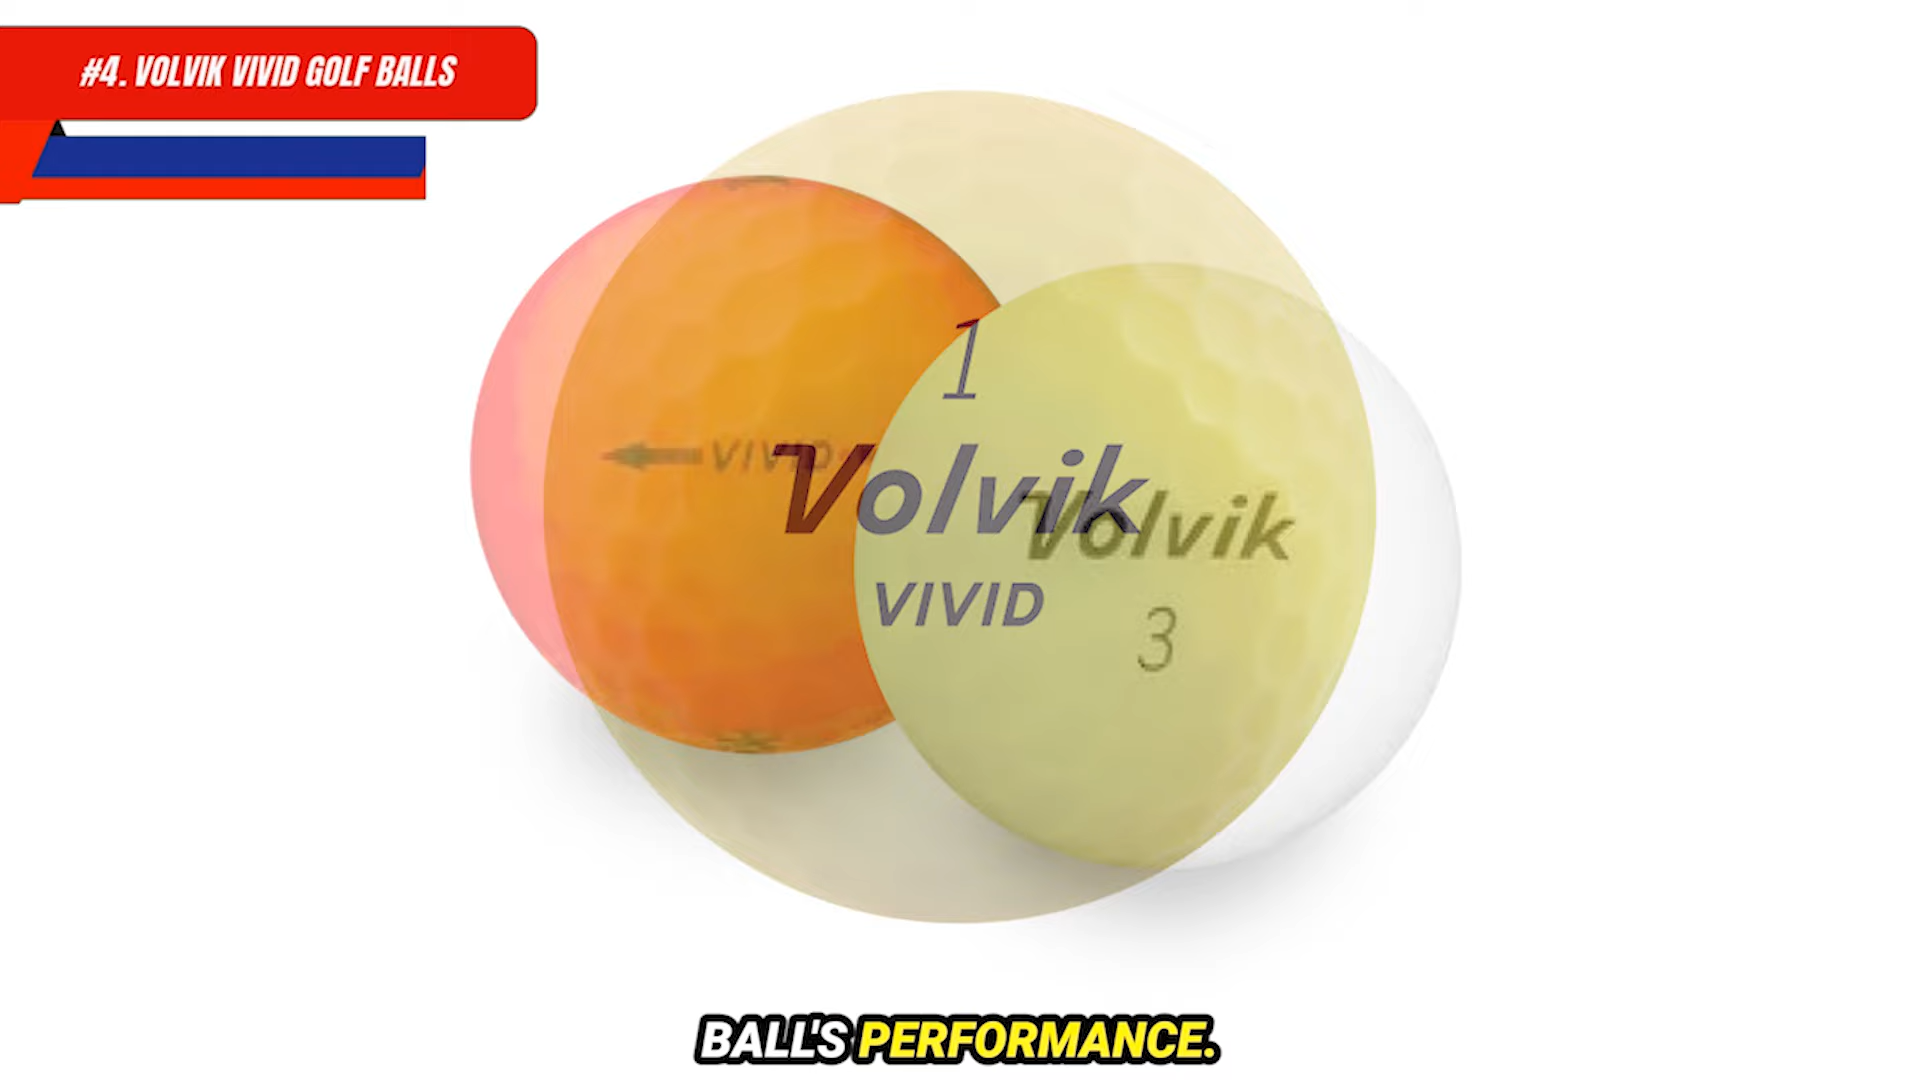 #4. VOLVIK VIVID GOLF BALLS
1
VIVID
Volvik
Volvik
VIVID
3
BALL'S PERFORMANCE.